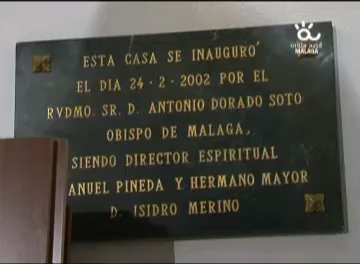 ESTA CASA SE INAUGURO´
EL DIA 24 - 2 - 2002 POR EL
RVDMO. SR. D. ANTONIO DORADO SOTO
OBISPO DE MALAGA,
SIENDO DIRECTOR ESPIRITUAL
ANUEL PINEDA Y HERMANO MAYOR
D. ISIDRO MERINO
onda azul
MALAGA